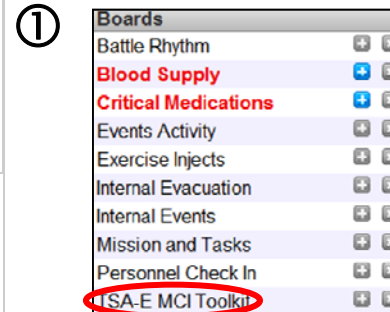 ①
Boards
Battle Rhythm
Blood Supply
Critical Medications
Events Activity
Exercise Injects
Internal Evacuation
Internal Events
Mission and Tasks
Personnel Check In
TSA-E MCI Toolkit